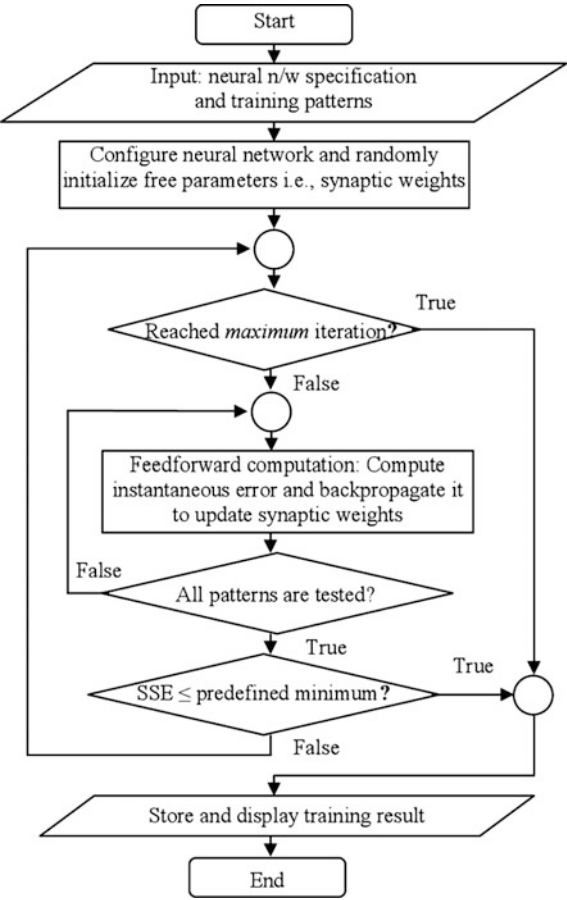 Start
Input: neural n/w specification
and training patterns
Configure neural network and randomly
initialize free parameters i.e., synaptic weights
True
Reached maximum iteration?
False
Feedforward computation: Compute
instantaneous error and backpropagate it
to update synaptic weights
False
All patterns are tested?
True
True
SSE ≤ predefined minimum?
False
Store and display training result
End